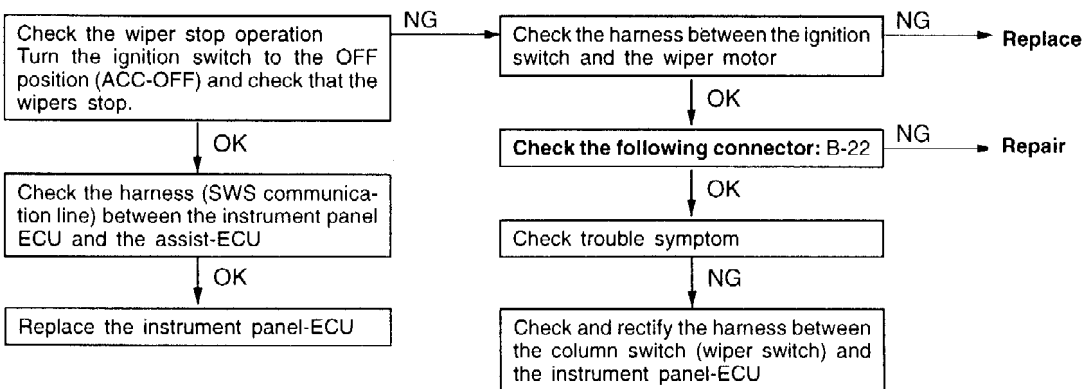 Check the wiper stop operation
Turn the ignition switch to the OFF
position (ACC-OFF) and check that the
wipers stop.
OK
Check the harness (SWS communica-
tion line) between the instrument panel
ECU and the assist-ECU
OK
Replace the instrument panel-ECU
NG
Check the harness between the ignition
switch and the wiper motor
NG
Replace
OK
Check the following connector: B-22
NG
Repair
OK
Check trouble symptom
NG
Check and rectify the harness between
the column switch (wiper switch) and
the instrument panel-ECU